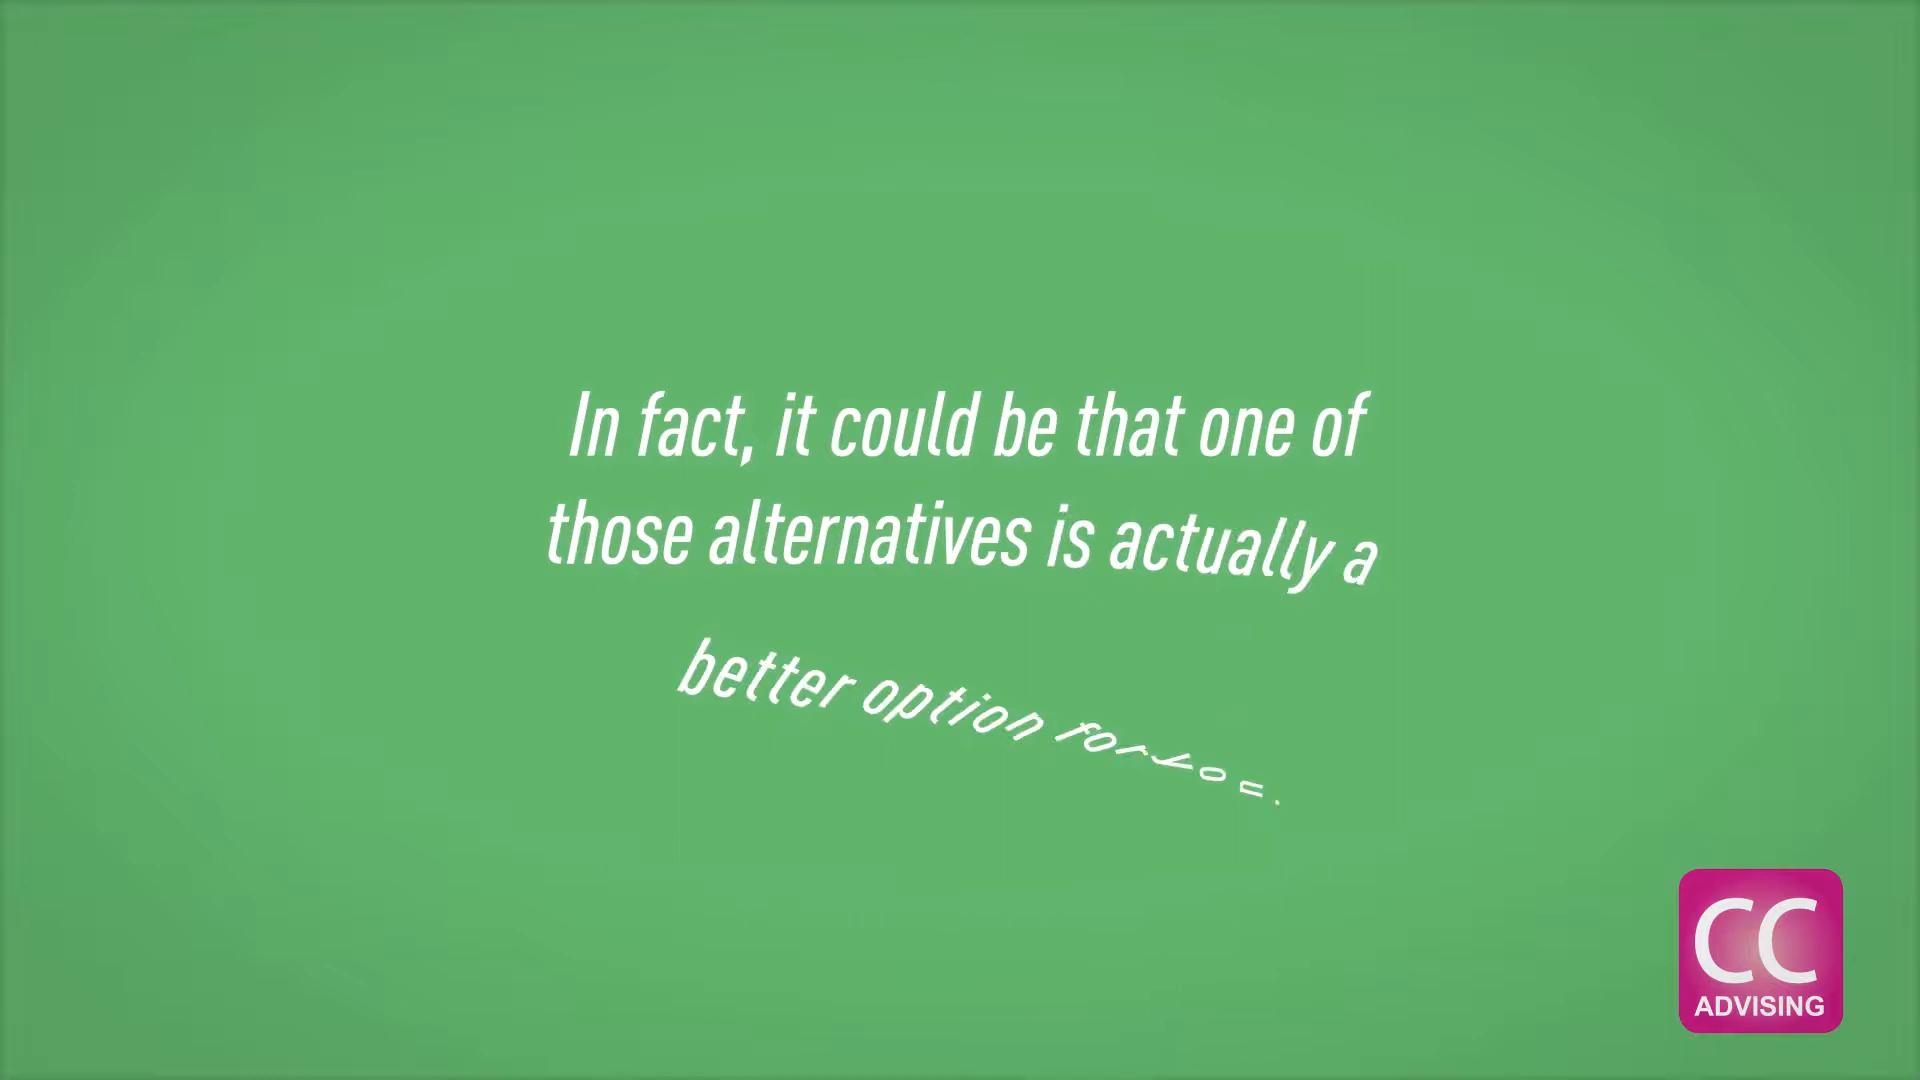 In fact, it could be that one of
those alternatives is actually a
better option for you.
CC
ADVISING